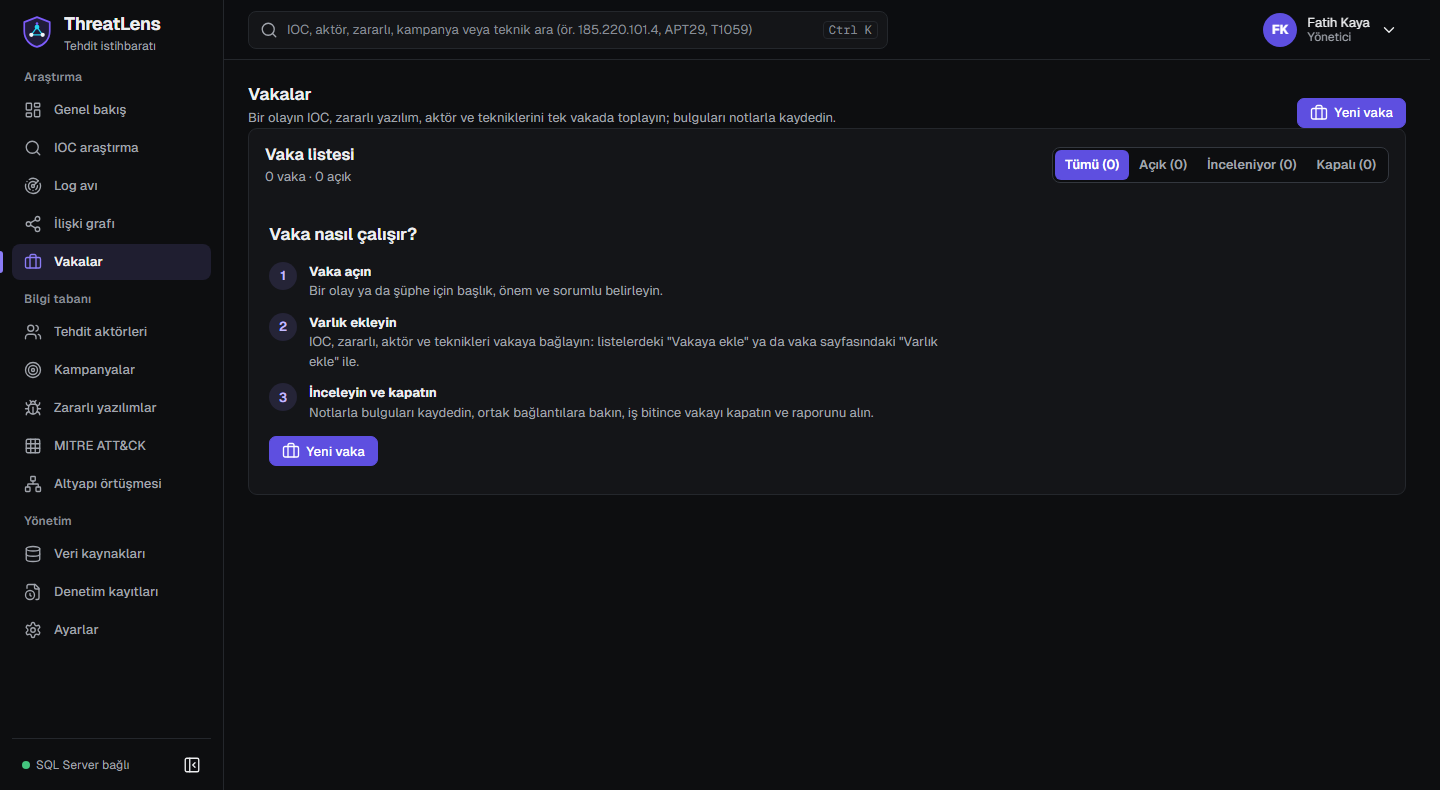 ThreatLens
Tehdit istihbaratı
IOC, aktör, zararlı, kampanya veya teknik ara (ör. 185.220.101.4, APT29, T1059)
Ctrl K
FK
Fatih Kaya
Yönetici
Araştırma
Genel bakış
IOC araştırma
Log avı
İlişki grafı
Vakalar
Bilgi tabanı
Tehdit aktörleri
Kampanyalar
Zararlı yazılımlar
MITRE ATT&CK
Altyapı örtüşmesi
Yönetim
Veri kaynakları
Denetim kayıtları
Ayarlar
SQL Server bağlı
Vakalar
Bir olayın IOC, zararlı yazılım, aktör ve tekniklerini tek vakada toplayın; bulguları notlarla kaydedin.
Yeni vaka
Vaka listesi
0 vaka · 0 açık
Tümü (0)
Açık (0)
İnceleniyor (0)
Kapalı (0)
Vaka nasıl çalışır?
1
Vaka açın
Bir olay ya da şüphe için başlık, önem ve sorumlu belirleyin.
2
Varlık ekleyin
IOC, zararlı, aktör ve teknikleri vakaya bağlayın: listelerdeki "Vakaya ekle" ya da vaka sayfasındaki "Varlık
ekle" ile.
3
İnceleyin ve kapatın
Notlarla bulguları kaydedin, ortak bağlantılara bakın, iş bitince vakayı kapatın ve raporunu alın.
Yeni vaka